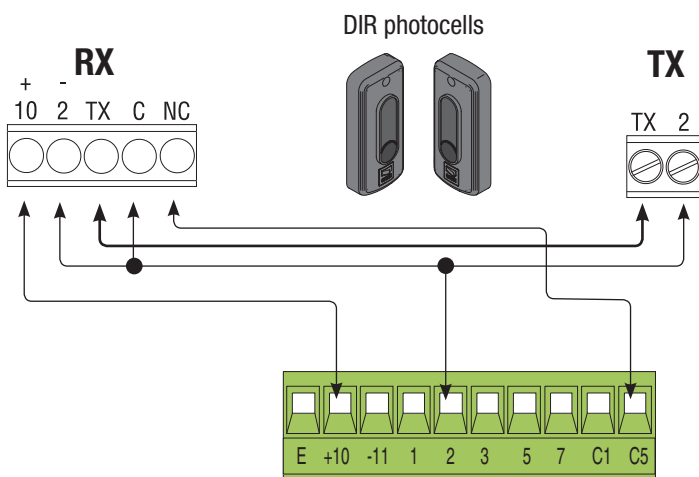 DIR photocells
RX
TX
+ -
10 2 TX C NC
TX 2
E +10 -11 1 2 3 5 7 C1 C5